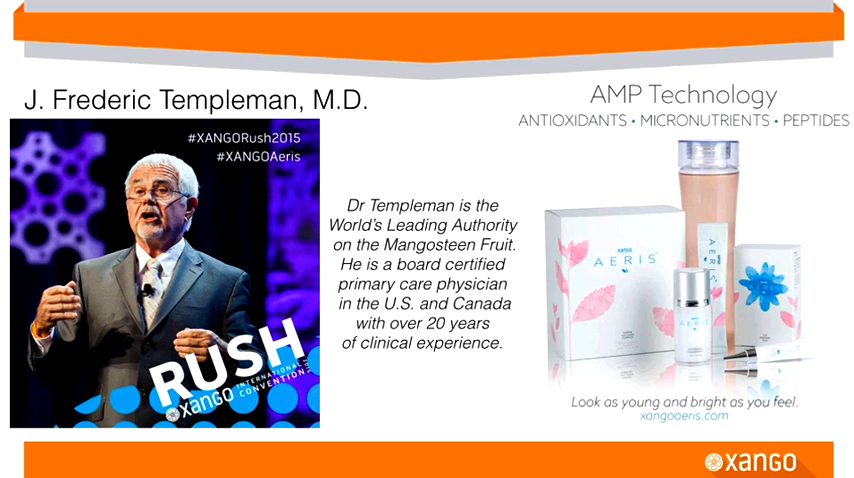 J. Frederic Templeman, M.D.
#XANGORush2015
#XANGOAeris
RUSH
xango
INTERNATIONAL
CONVENTION
Dr Templeman is the
World's Leading Authority
on the Mangosteen Fruit.
He is a board certified
primary care physician
in the U.S. and Canada
with over 20 years
of clinical experience.
AMP Technology
ANTIOXIDANTS • MICRONUTRIENTS • PEPTIDES
xango
AERIS
AERIS
Look as young and bright as you feel.
xangoaeris.com
xango